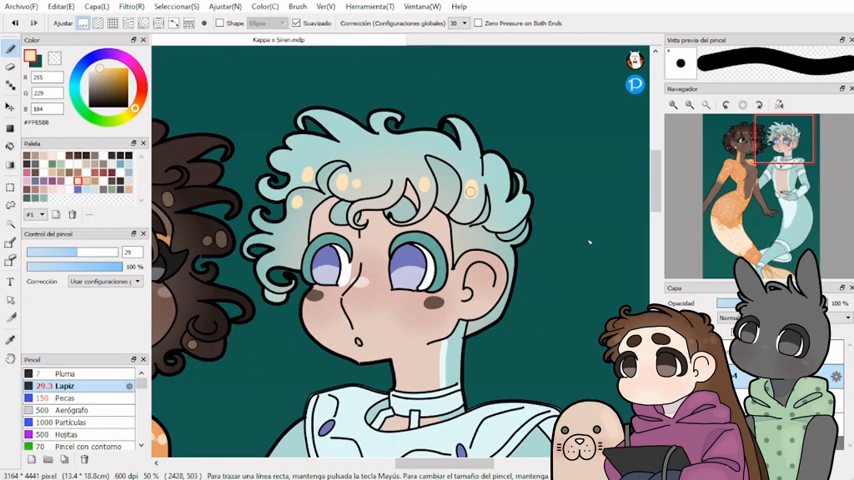 Archivo(F) Editar(E) Capa(L) Filtro(R) Seleccionar(S) Ajustar(N) Color(C) Brush Ver(V) Herramienta(T) Ventana(W) Help
Ajustar Shape Elipse Suavizado Corrección (Configuraciones globales) 30 Zero Pressure on Both Ends
Color
Kappa x Siren.mdp
Vista previa del pincel
R 255
G 229
B 184
#FFE5B8
Navegador
Paleta
#1
Control del pincel
29
100 %
Corrección Usar configuraciones g
Capa
Opacidad 100 %
Normal
Pincel
7 Pluma
29.3 Lapiz
150 Pecas
500 Aerógrafo
1000 Partículas
500 Hojitas
70 Pincel con contorno
3164 * 4441 píxeles (13.4 * 18.8cm) 600 dpi 50 % (2428, 503) Para trazar una línea recta, mantenga pulsada la tecla Mayús. Para cambiar el tamaño del pincel, mantenga